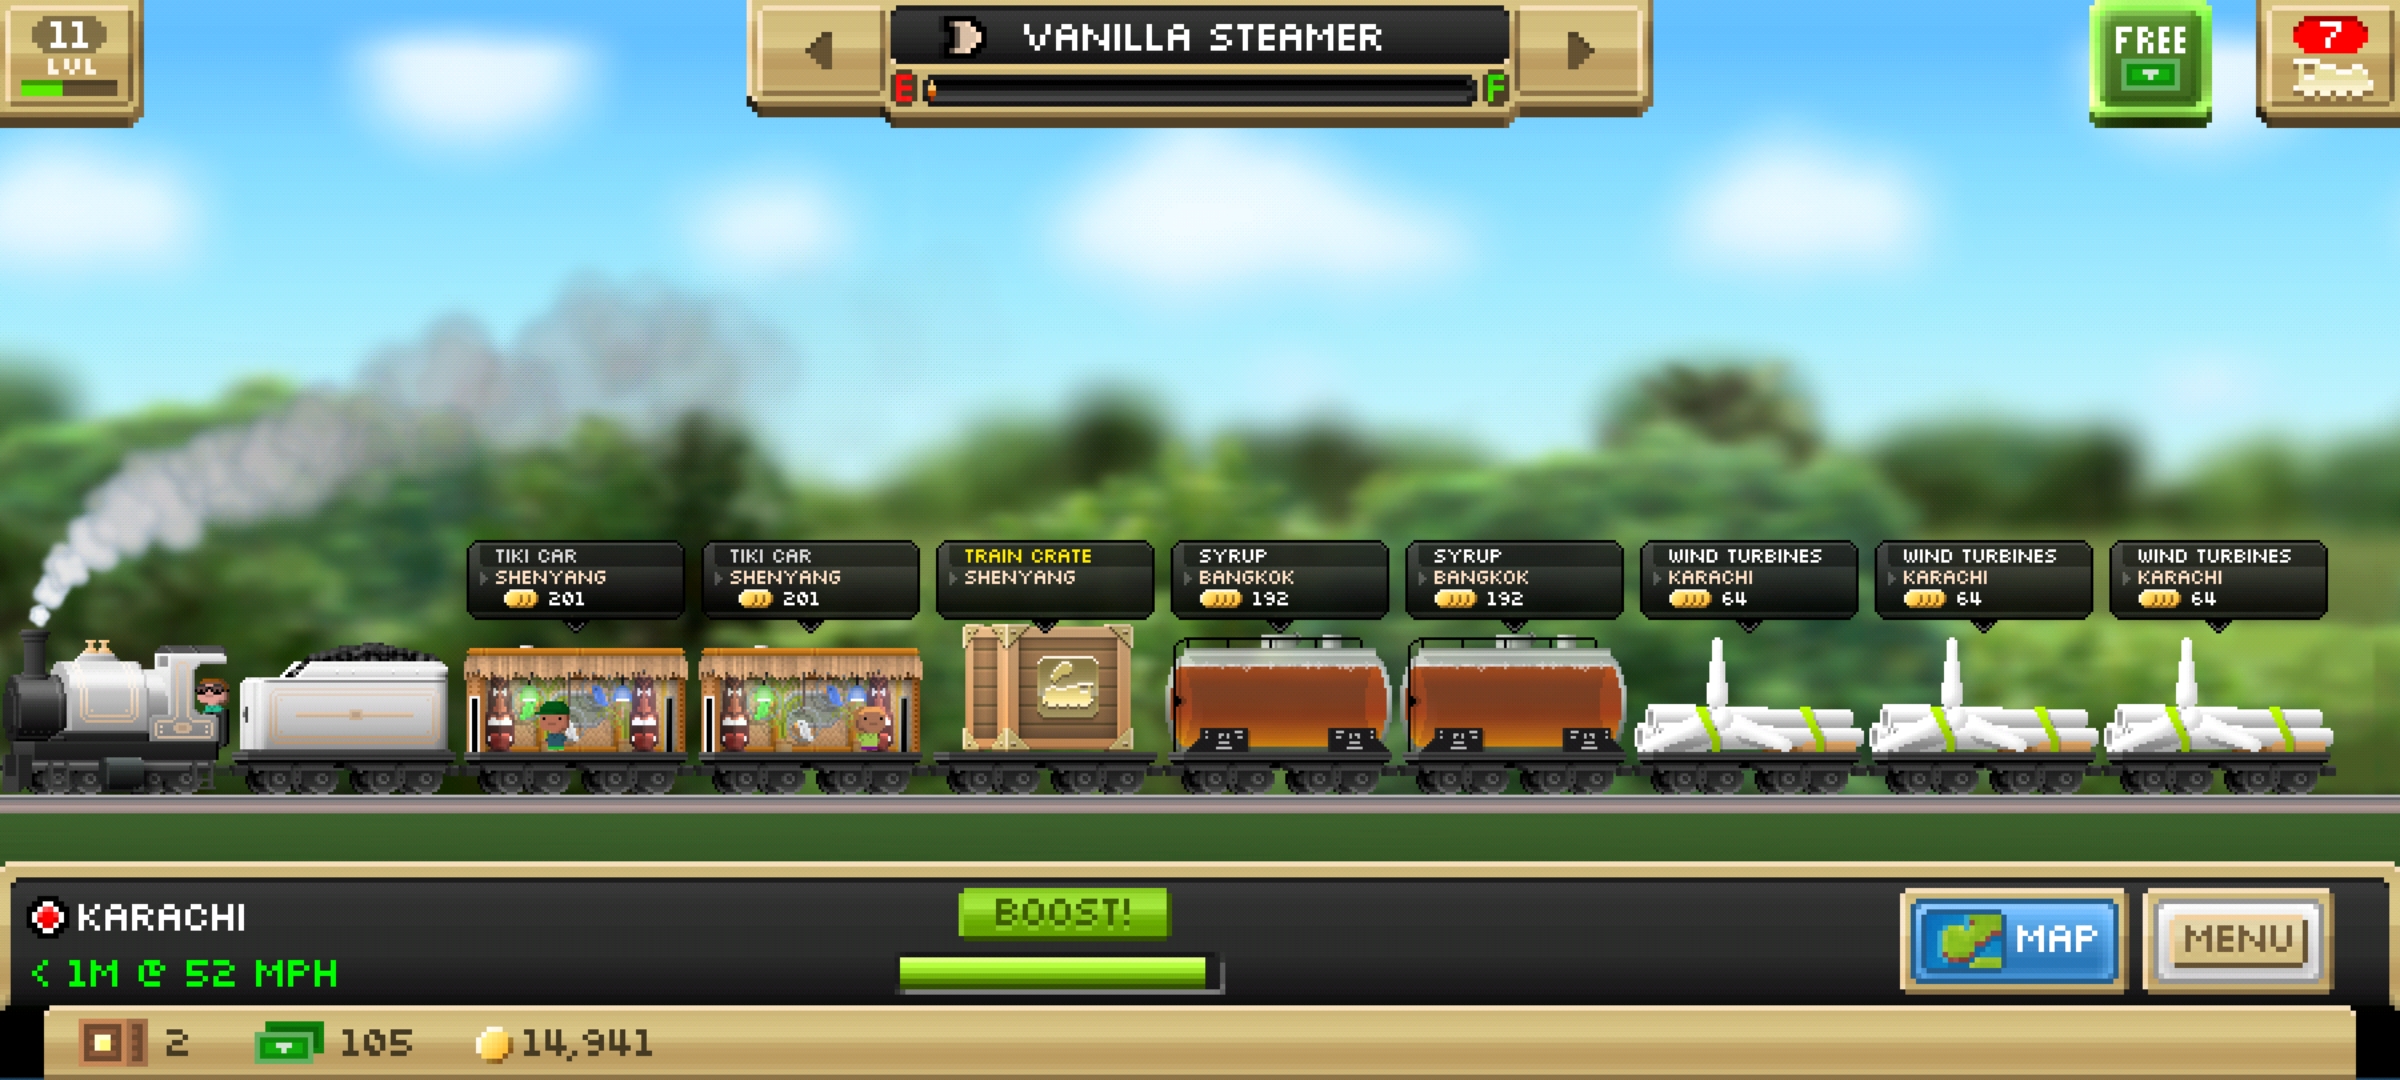 11
LVL
VANILLA STEAMER
E F
FREE
7
TIKI CAR
SHENYANG
201
TIKI CAR
SHENYANG
201
TRAIN CRATE
SHENYANG
SYRUP
BANGKOK
192
SYRUP
BANGKOK
192
WIND TURBINES
KARACHI
64
WIND TURBINES
KARACHI
64
WIND TURBINES
KARACHI
64
KARACHI
< 1M @ 52 MPH
BOOST!
MAP
MENU
2
105
14,941